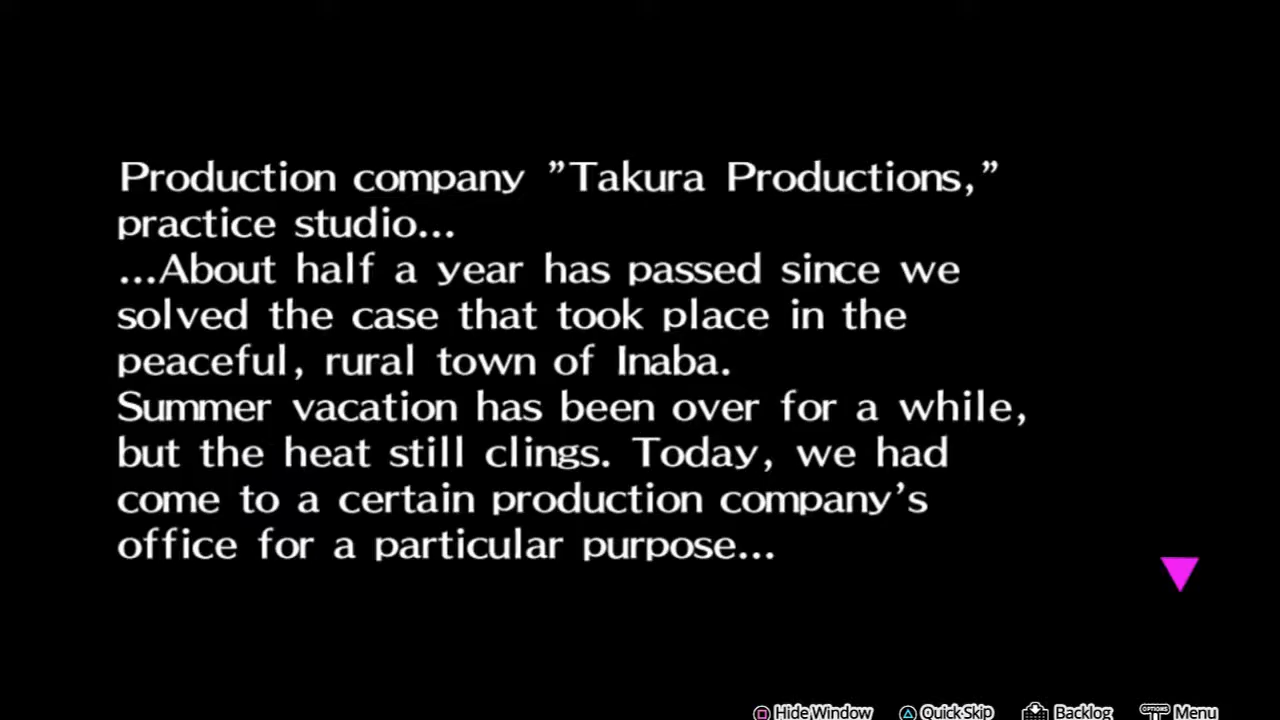 Production company "Takura Productions,"
practice studio...
...About half a year has passed since we
solved the case that took place in the
peaceful, rural town of Inaba.
Summer vacation has been over for a while,
but the heat still clings. Today, we had
come to a certain production company's
office for a particular purpose...
Hide Window Quick Skip Backlog OPTIONS Menu